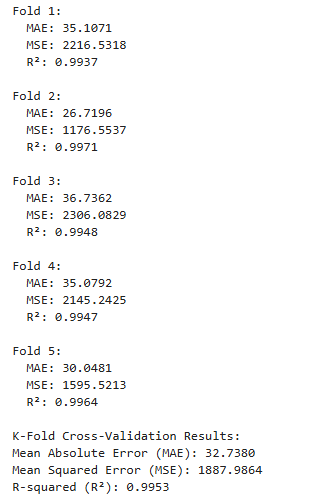 Fold 1:
MAE: 35.1071
MSE: 2216.5318
R²: 0.9937
Fold 2:
MAE: 26.7196
MSE: 1176.5537
R²: 0.9971
Fold 3:
MAE: 36.7362
MSE: 2306.0829
R²: 0.9948
Fold 4:
MAE: 35.0792
MSE: 2145.2425
R²: 0.9947
Fold 5:
MAE: 30.0481
MSE: 1595.5213
R²: 0.9964
K-Fold Cross-Validation Results:
Mean Absolute Error (MAE): 32.7380
Mean Squared Error (MSE): 1887.9864
R-squared (R²): 0.9953